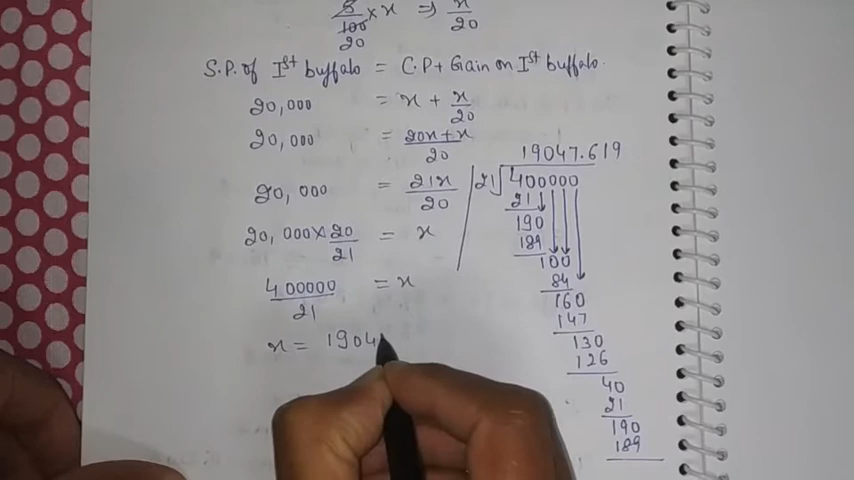 5/100 × x ⇒ x/20
20
S.P. of Ist buffalo = C.P + Gain on Ist buffalo.
20,000 = x + x/20
20,000 = 20x + x/20
20,000 = 21x/20
20,000 × 20/21 = x
400000/21 = x
x = 1904
19047.619
21 400000
21
190
189
100
84
160
147
130
126
40
21
190
189